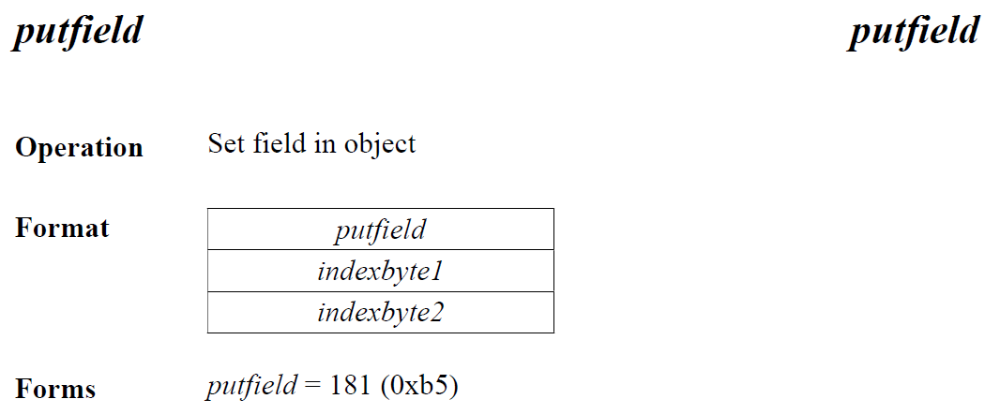 putfield putfield
Operation Set field in object
Format putfield
indexbyte1
indexbyte2
Forms putfield = 181 (0xb5)